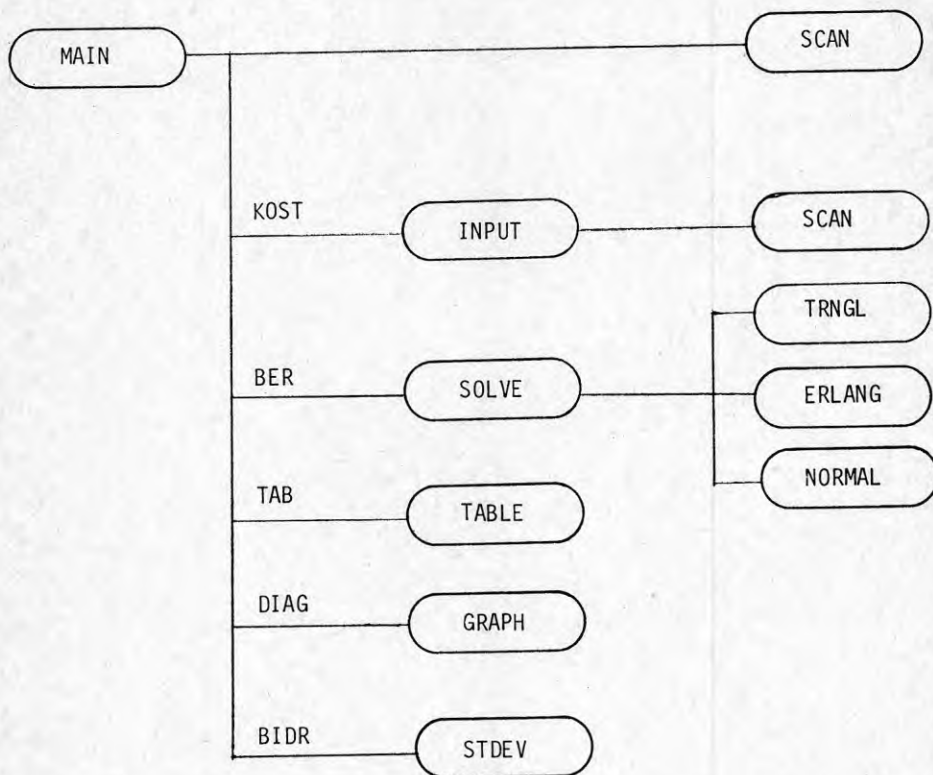 MAIN
SCAN
KOST
INPUT
SCAN
TRNGL
BER
SOLVE
ERLANG
NORMAL
TAB
TABLE
DIAG
GRAPH
BIDR
STDEV